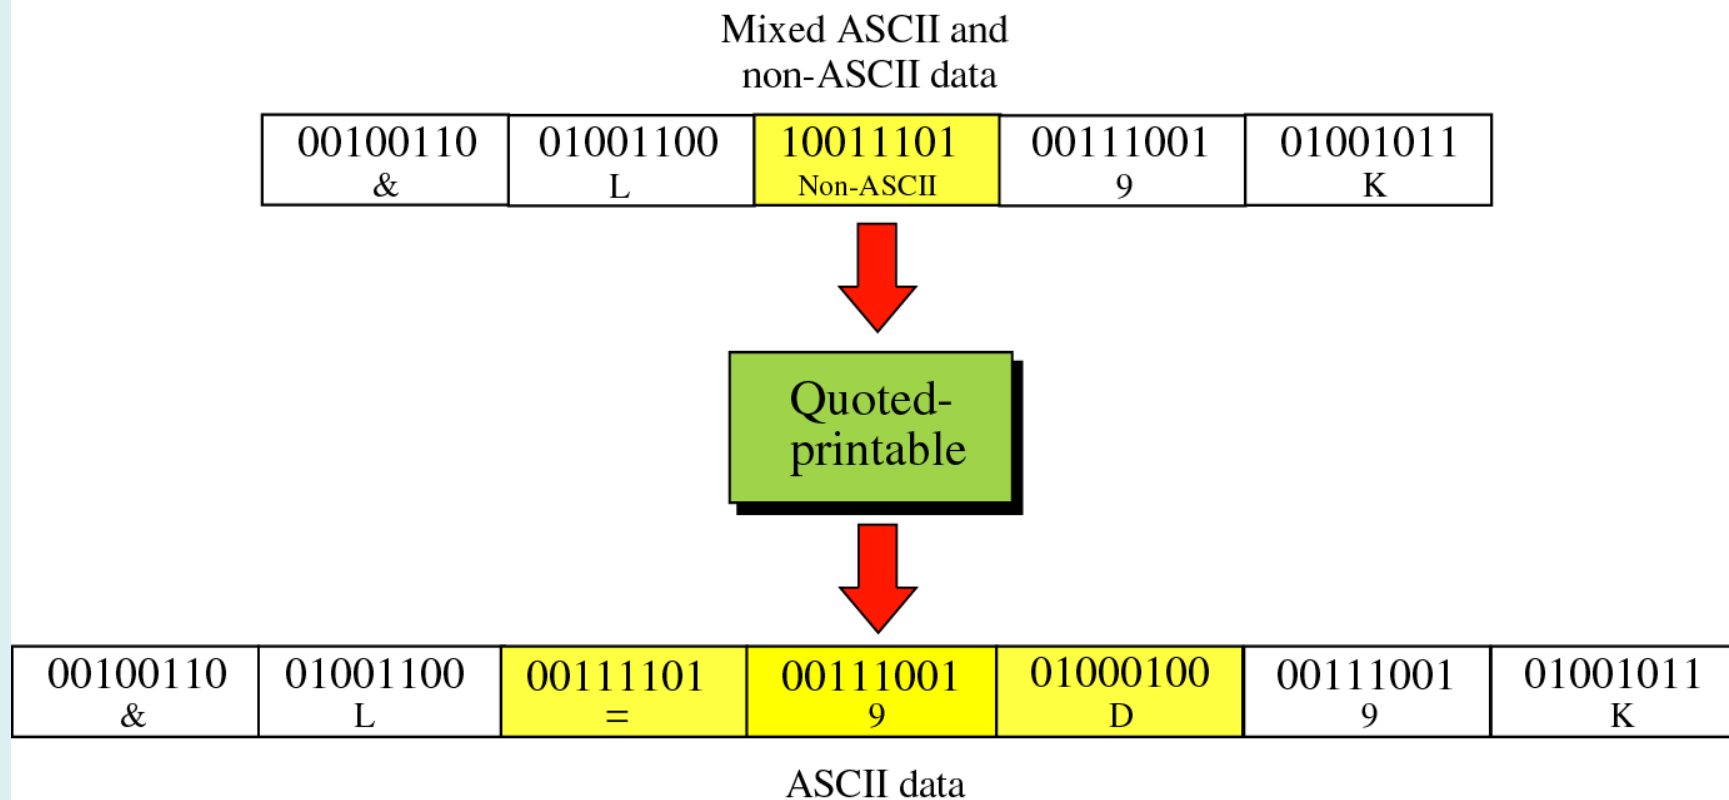 Mixed ASCII and
non-ASCII data
00100110 01001100 10011101 00111001 01001011
& L Non-ASCII 9 K
Quoted-
printable
00100110 01001100 00111101 00111001 01000100 00111001 01001011
& L = 9 D 9 K
ASCII data